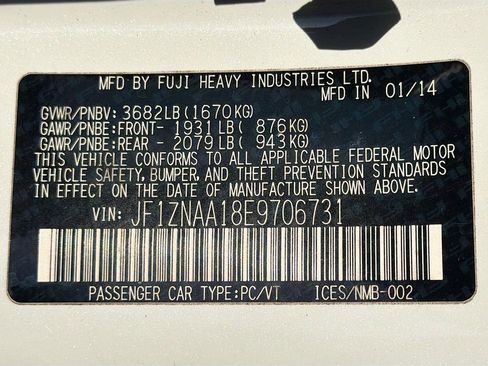 MFD BY FUJI HEAVY INDUSTRIES LTD.
MFD IN 01/14
GVWR/PNBV: 3682LB(1670KG)
GAWR/PNBE:FRONT- 1931LB( 876KG)
GAWR/PNBE:REAR - 2079LB( 943KG)
THIS VEHICLE CONFORMS TO ALL APPLICABLE FEDERAL MOTOR
VEHICLE SAFETY, BUMPER, AND THEFT PREVENTION STANDARDS
IN EFFECT ON THE DATE OF MANUFACTURE SHOWN ABOVE.
VIN: JF1ZNAA18E9706731
PASSENGER CAR TYPE:PC/VT ICES/NMB-002